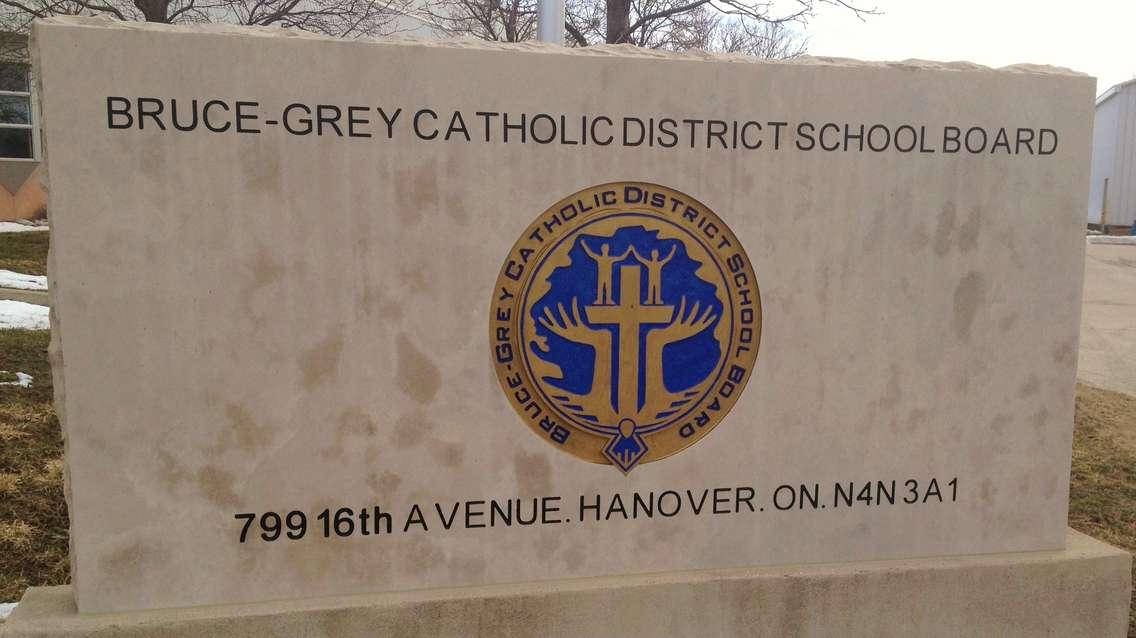 BRUCE-GREY CATHOLIC DISTRICT SCHOOL BOARD
BRUCE-GREY CATHOLIC DISTRICT SCHOOL BOARD
799 16th AVENUE. HANOVER. ON. N4N 3A1